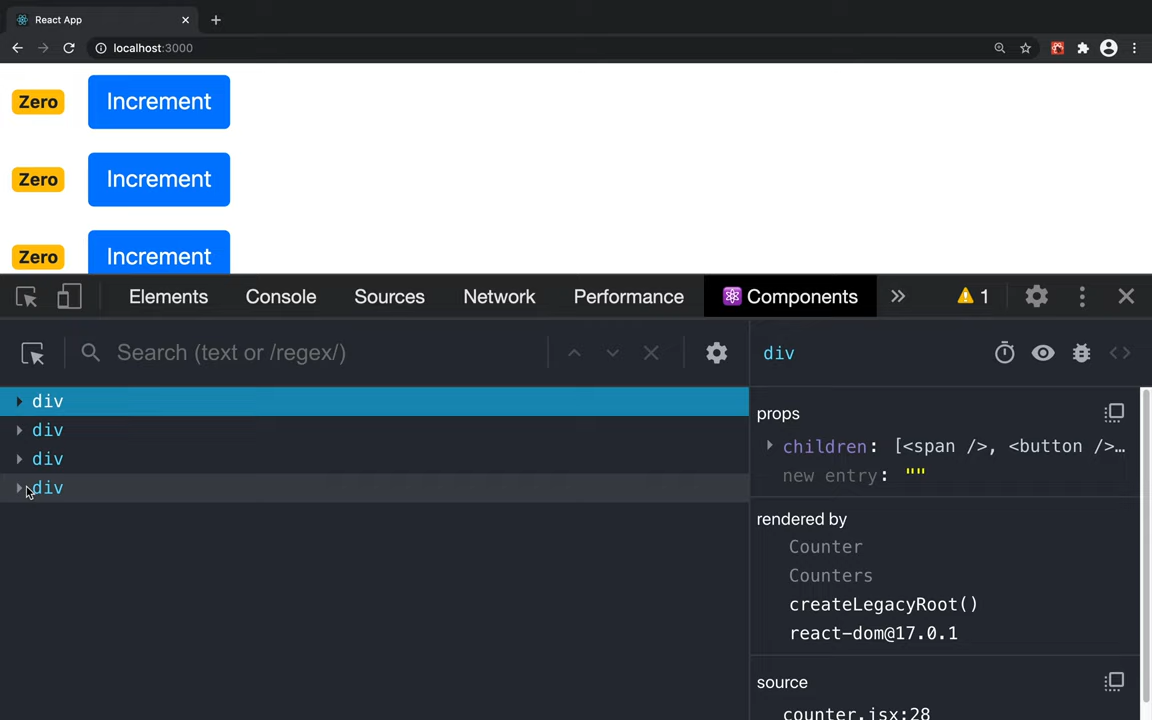 React App
localhost:3000
Zero Increment
Zero Increment
Zero Increment
Elements Console Sources Network Performance ⚛ Components » 1
Search (text or /regex/)
div
div
div
div
div
props
children: [<span />, <button />…
new entry: ""
rendered by
Counter
Counters
createLegacyRoot()
react-dom@17.0.1
source
counter.jsx:28